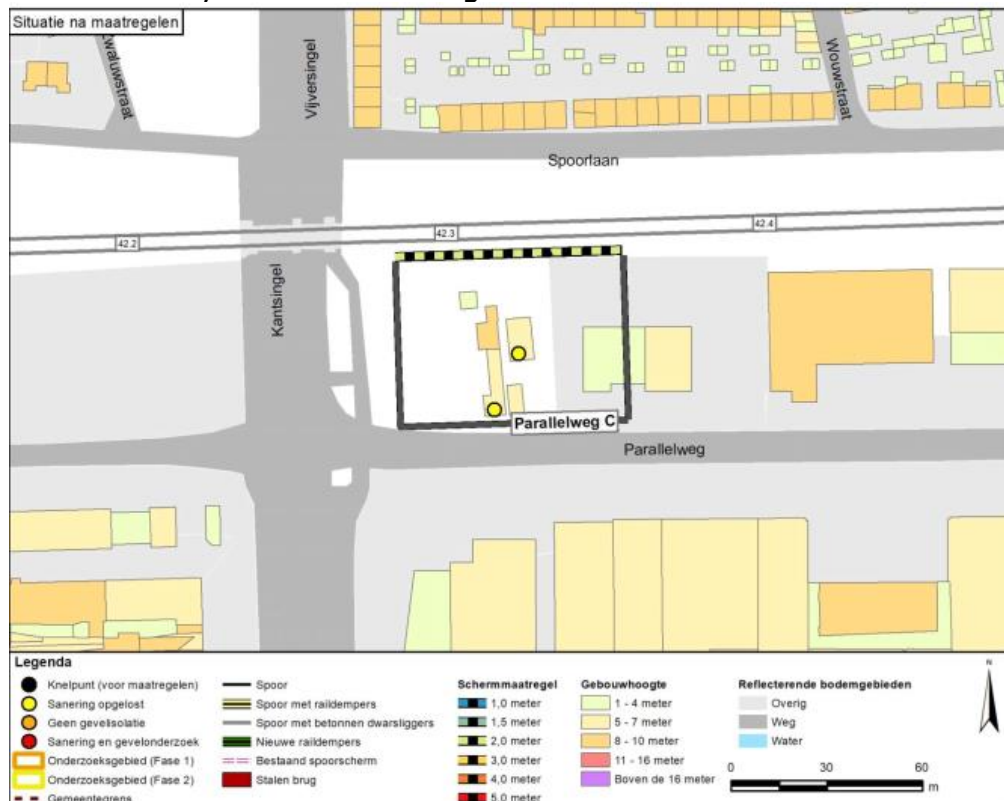 Situatie na maatregelen
Zwaluwstraat
Vijversingel
Wouwstraat
Spoorlaan
42.2
42.3
42.4
Kantsingel
Parallelweg C
Parallelweg
Legenda
Knelpunt (voor maatregelen)
Sanering opgelost
Geen gevelisolatie
Sanering en gevelonderzoek
Onderzoeksgebied (Fase 1)
Onderzoeksgebied (Fase 2)
Gemeentegrens
Spoor
Spoor met raildempers
Spoor met betonnen dwarsliggers
Nieuwe raildempers
Bestaand spoorscherm
Stalen brug
Schermmaatregel
1,0 meter
1,5 meter
2,0 meter
3,0 meter
4,0 meter
5,0 meter
Gebouwhoogte
1 - 4 meter
5 - 7 meter
8 - 10 meter
11 - 16 meter
Boven de 16 meter
Reflecterende bodemgebieden
Overig
Weg
Water
N
0 30 60
m